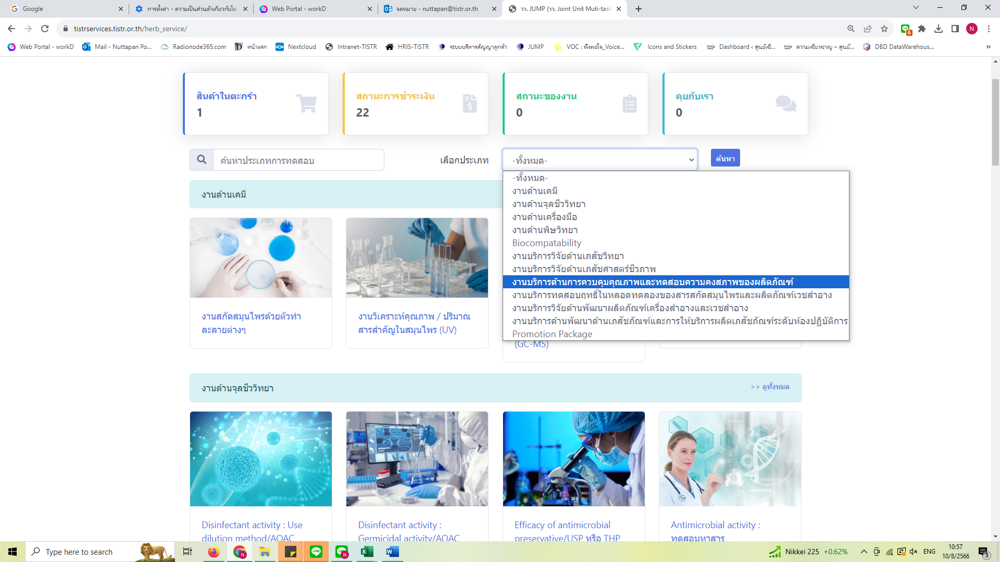 Google
การตั้งค่า - ความเป็นส่วนตัวเกี่ยวกับโฆษ
Web Portal - workD
จดหมาย - nuttapan@tistr.or.th
วว. JUMP (วว. Joint Unit Muti-task
tistrservices.tistr.or.th/herb_service/
6
N
Web Portal - workD
Mail - Nuttapan Po...
Radionode365.com
หน้าแรก
Nextcloud
Intranet-TISTR
HRIS-TISTR
ระบบบริหารสัญญาลูกค้า
JUMP
VOC : พึงพอใจ_Voice...
Icons and Stickers
Dashboard ‹ ศูนย์เชี่...
ความเชี่ยวชาญ – ศูนย์...
DBD DataWarehous...
»
สินค้าในตะกร้า
1
สถานะการชำระเงิน
22
สถานะของงาน
0
คุยกับเรา
0
ค้นหาประเภทการทดสอบ
เลือกประเภท
-ทั้งหมด-
ค้นหา
-ทั้งหมด-
งานด้านเคมี
งานด้านจุลชีววิทยา
งานด้านเครื่องมือ
งานด้านพิษวิทยา
Biocompatability
งานบริการวิจัยด้านเภสัชวิทยา
งานบริการวิจัยด้านเภสัชศาสตร์ชีวภาพ
งานบริการด้านการควบคุมคุณภาพและทดสอบความคงสภาพของผลิตภัณฑ์
งานบริการทดสอบฤทธิ์ในหลอดทดลองของสารสกัดสมุนไพรและผลิตภัณฑ์เวชสำอาง
งานบริการวิจัยด้านพัฒนาผลิตภัณฑ์เครื่องสำอางและเวชสำอาง
งานบริการด้านพัฒนาด้านเภสัชภัณฑ์และการให้บริการผลิตเภสัชภัณฑ์ระดับห้องปฏิบัติการ
Promotion Package
งานด้านเคมี
งานสกัดสมุนไพรด้วยตัวทำ
ละลายต่างๆ
งานวิเคราะห์คุณภาพ / ปริมาณ
สารสำคัญในสมุนไพร (UV)
(GC-MS)
งานด้านจุลชีววิทยา
>> ดูทั้งหมด
Disinfectant activity : Use
dilution method/AOAC
Disinfectant activity :
Germicidal activity/AOAC
Efficacy of antimicrobial
preservative/USP หรือ THP
Antimicrobial activity :
ทดสอบหาสาร
Type here to search
Nikkei 225 +0.62%
ENG
10:57
10/8/2566
3